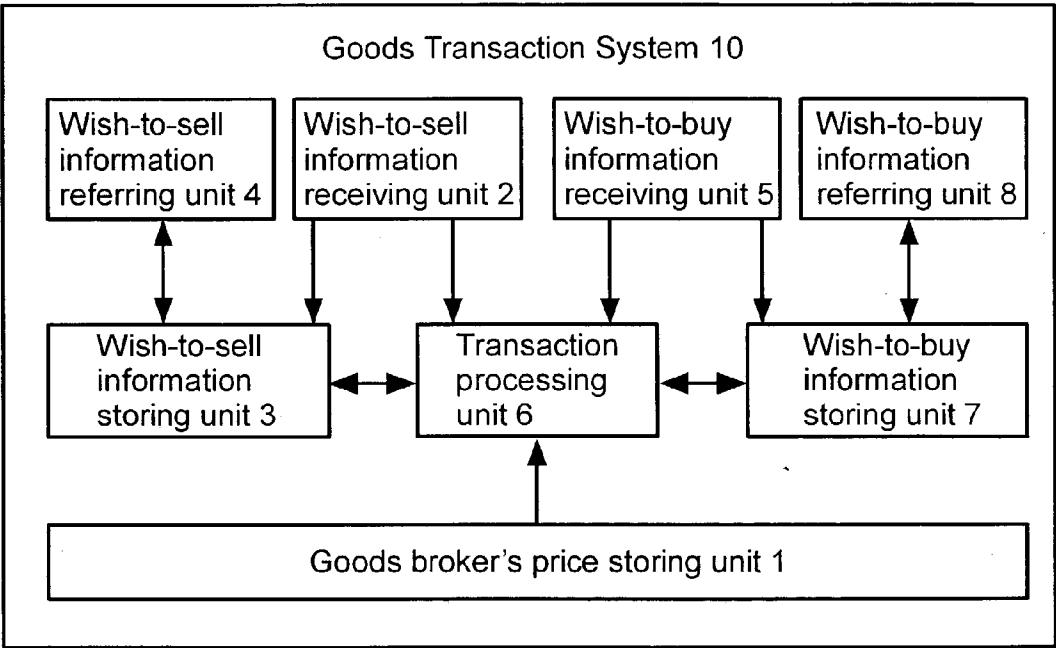 Goods Transaction System 10
Wish-to-sell
information
referring unit 4
Wish-to-sell
information
receiving unit 2
Wish-to-buy
information
receiving unit 5
Wish-to-buy
information
referring unit 8
Wish-to-sell
information
storing unit 3
Transaction
processing
unit 6
Wish-to-buy
information
storing unit 7
Goods broker's price storing unit 1